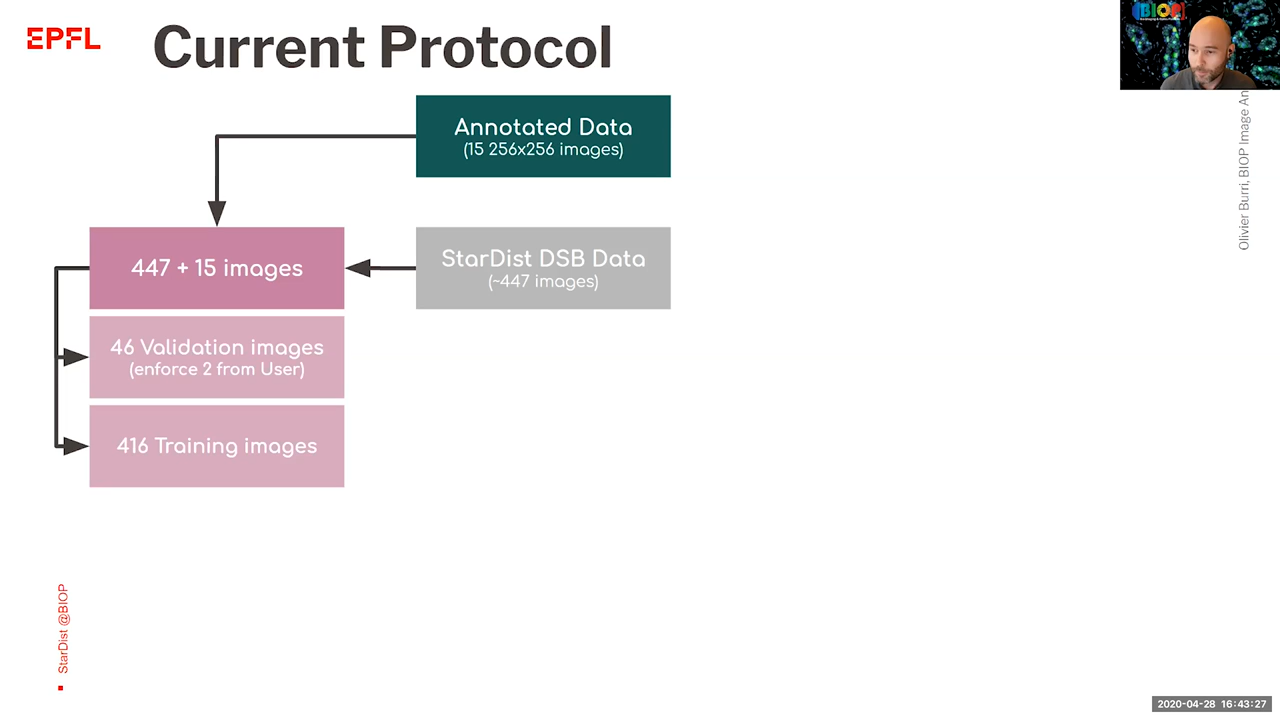 EPFL
Current Protocol
BIOP
Annotated Data
(15 256x256 images)
447 + 15 images
StarDist DSB Data
(~447 images)
46 Validation images
(enforce 2 from User)
416 Training images
Olivier Burri, BIOP Image
StarDist @BIOP
2020-04-28 16:43:27